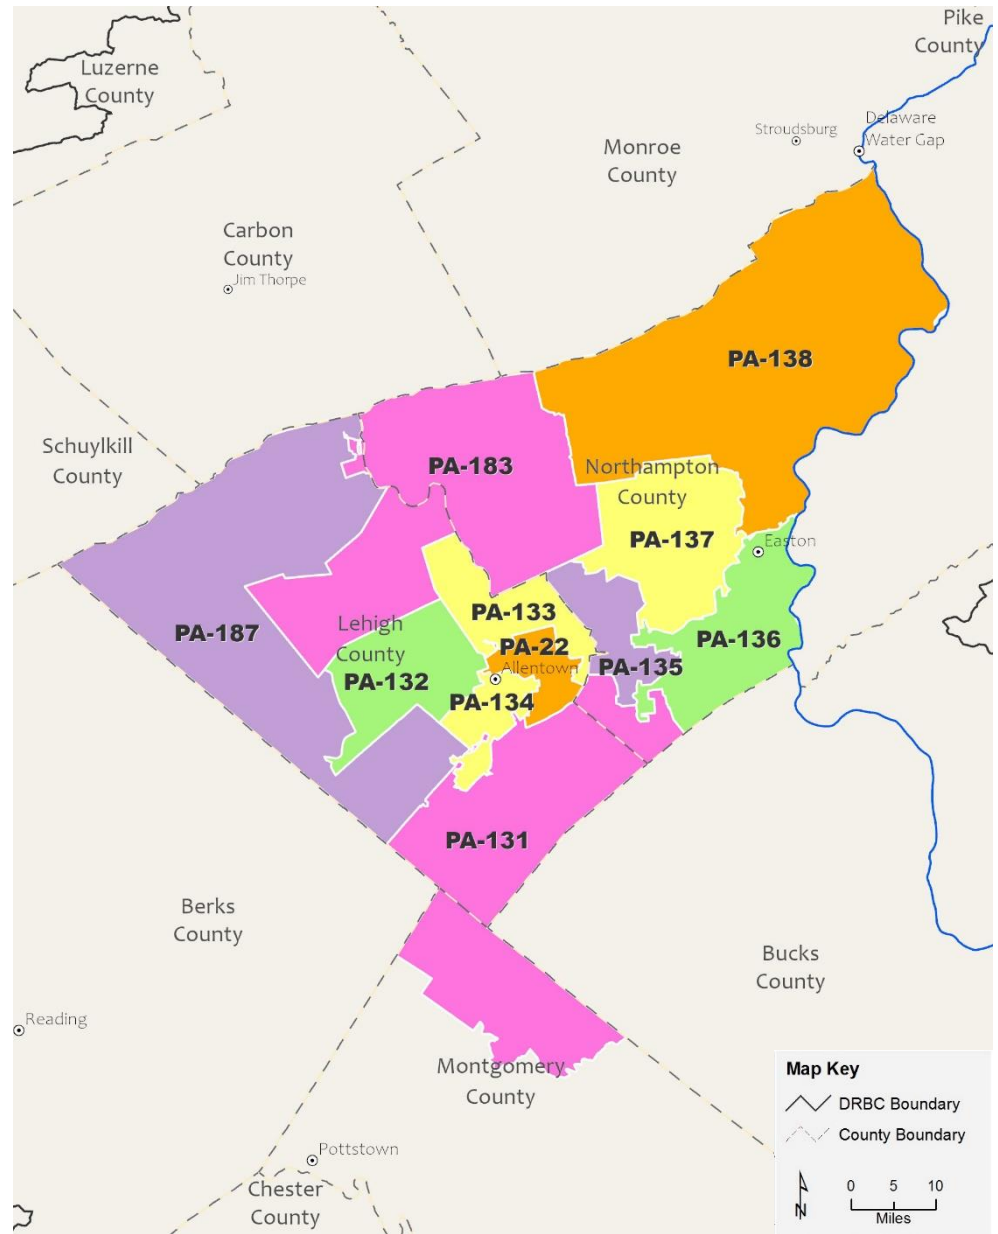 Pike
County
Luzerne
County
Delaware
Water Gap
Stroudsburg
Monroe
County
Carbon
County
Jim Thorpe
PA-138
Schuylkill
County
PA-183
Northampton
County
PA-137
Easton
PA-133
PA-187
Lehigh
County
PA-22
Allentown
PA-136
PA-135
PA-132
PA-134
PA-131
Berks
County
Bucks
County
Reading
Montgomery
County
Pottstown
Chester
County
Map Key
DRBC Boundary
County Boundary
N
0 5 10
Miles